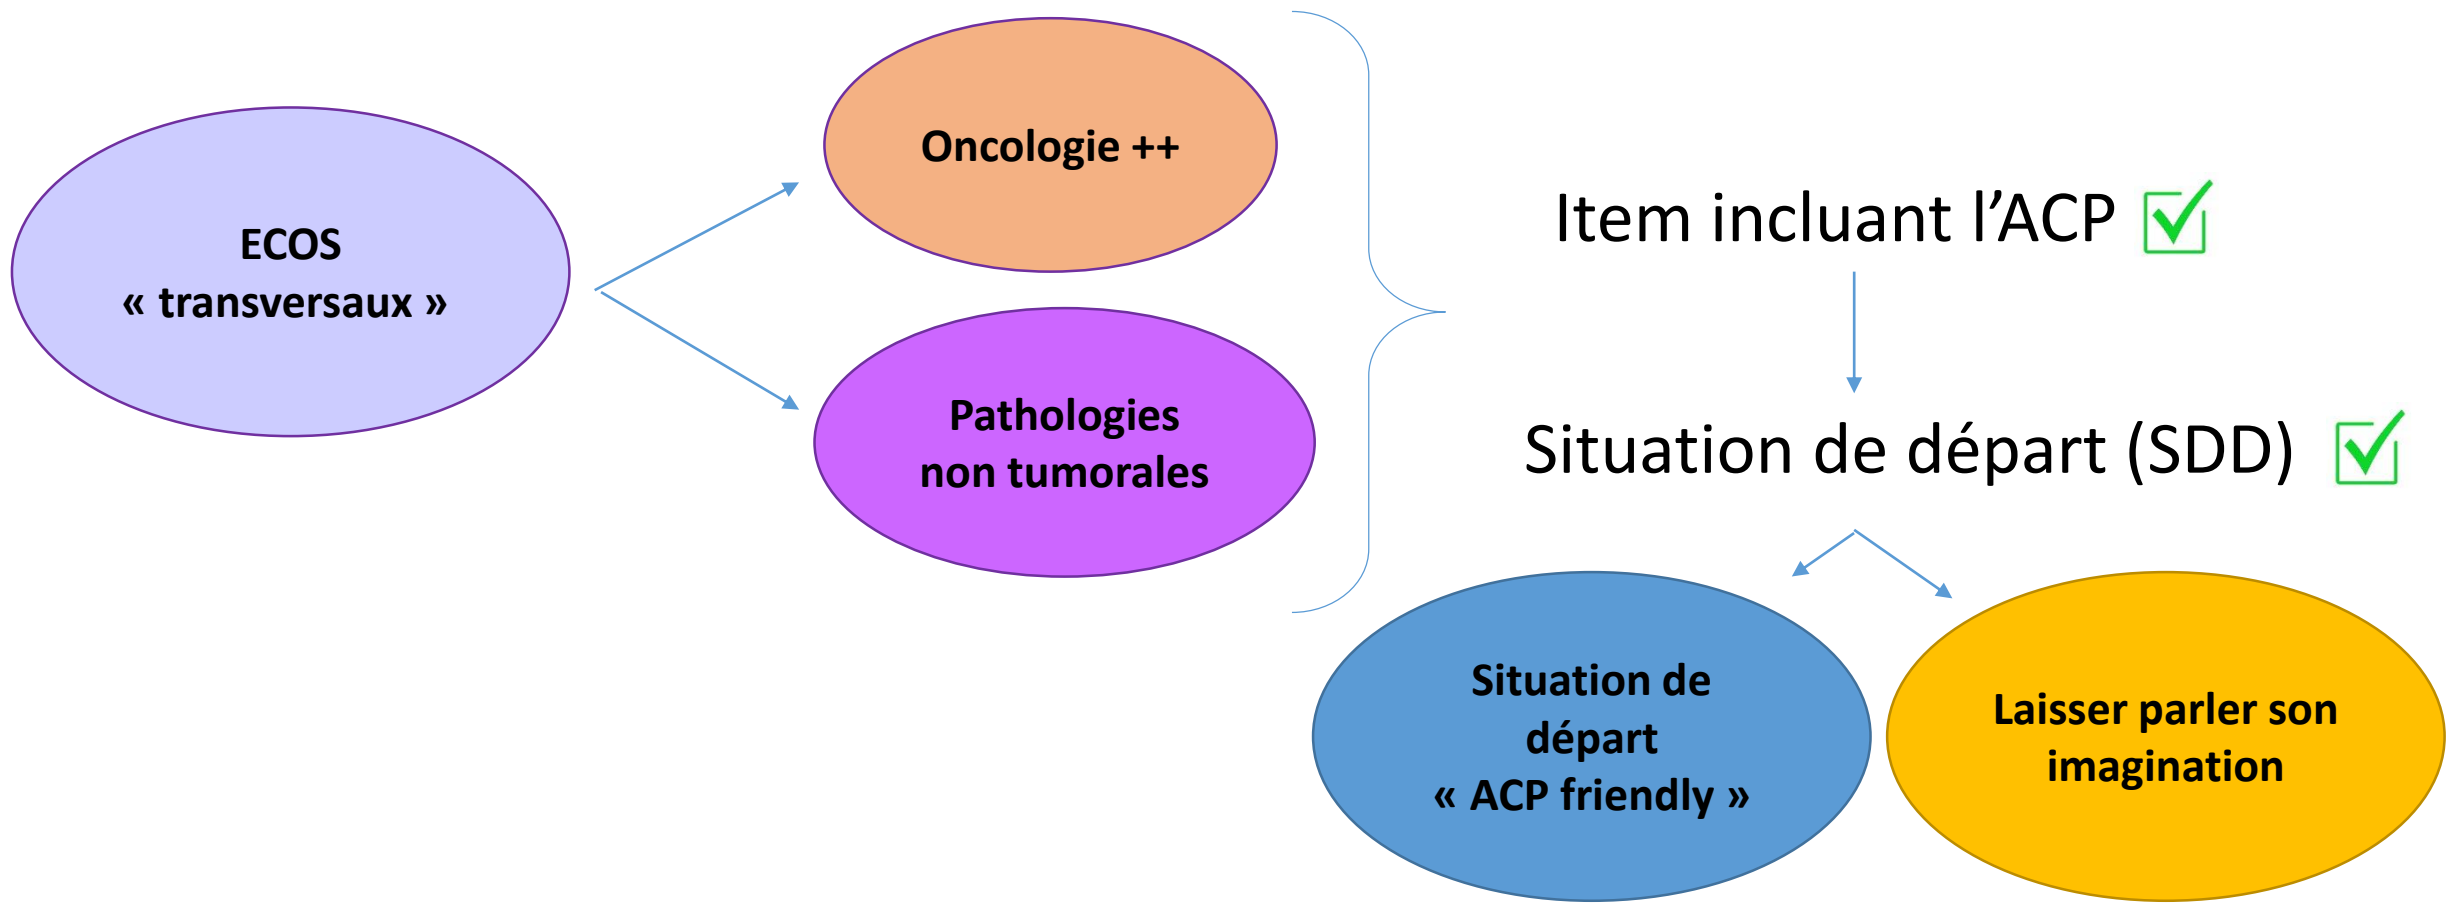 ECOS
« transversaux »
Oncologie ++
Pathologies
non tumorales
Item incluant l’ACP
Situation de départ (SDD)
Situation de
départ
« ACP friendly »
Laisser parler son
imagination